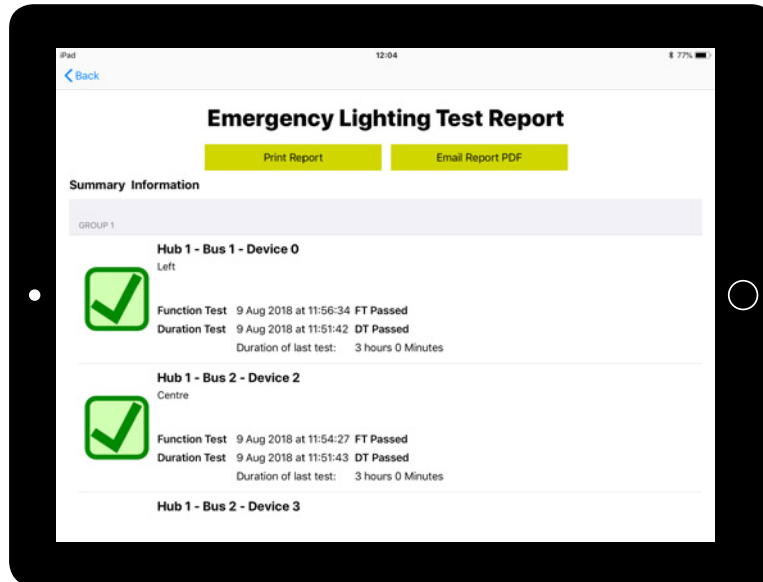 iPad 12:04 77%
Back
Emergency Lighting Test Report
Print Report Email Report PDF
Summary Information
GROUP 1
Hub 1 - Bus 1 - Device 0
Left
Function Test 9 Aug 2018 at 11:56:34 FT Passed
Duration Test 9 Aug 2018 at 11:51:42 DT Passed
Duration of last test: 3 hours 0 Minutes
Hub 1 - Bus 2 - Device 2
Centre
Function Test 9 Aug 2018 at 11:54:27 FT Passed
Duration Test 9 Aug 2018 at 11:51:43 DT Passed
Duration of last test: 3 hours 0 Minutes
Hub 1 - Bus 2 - Device 3